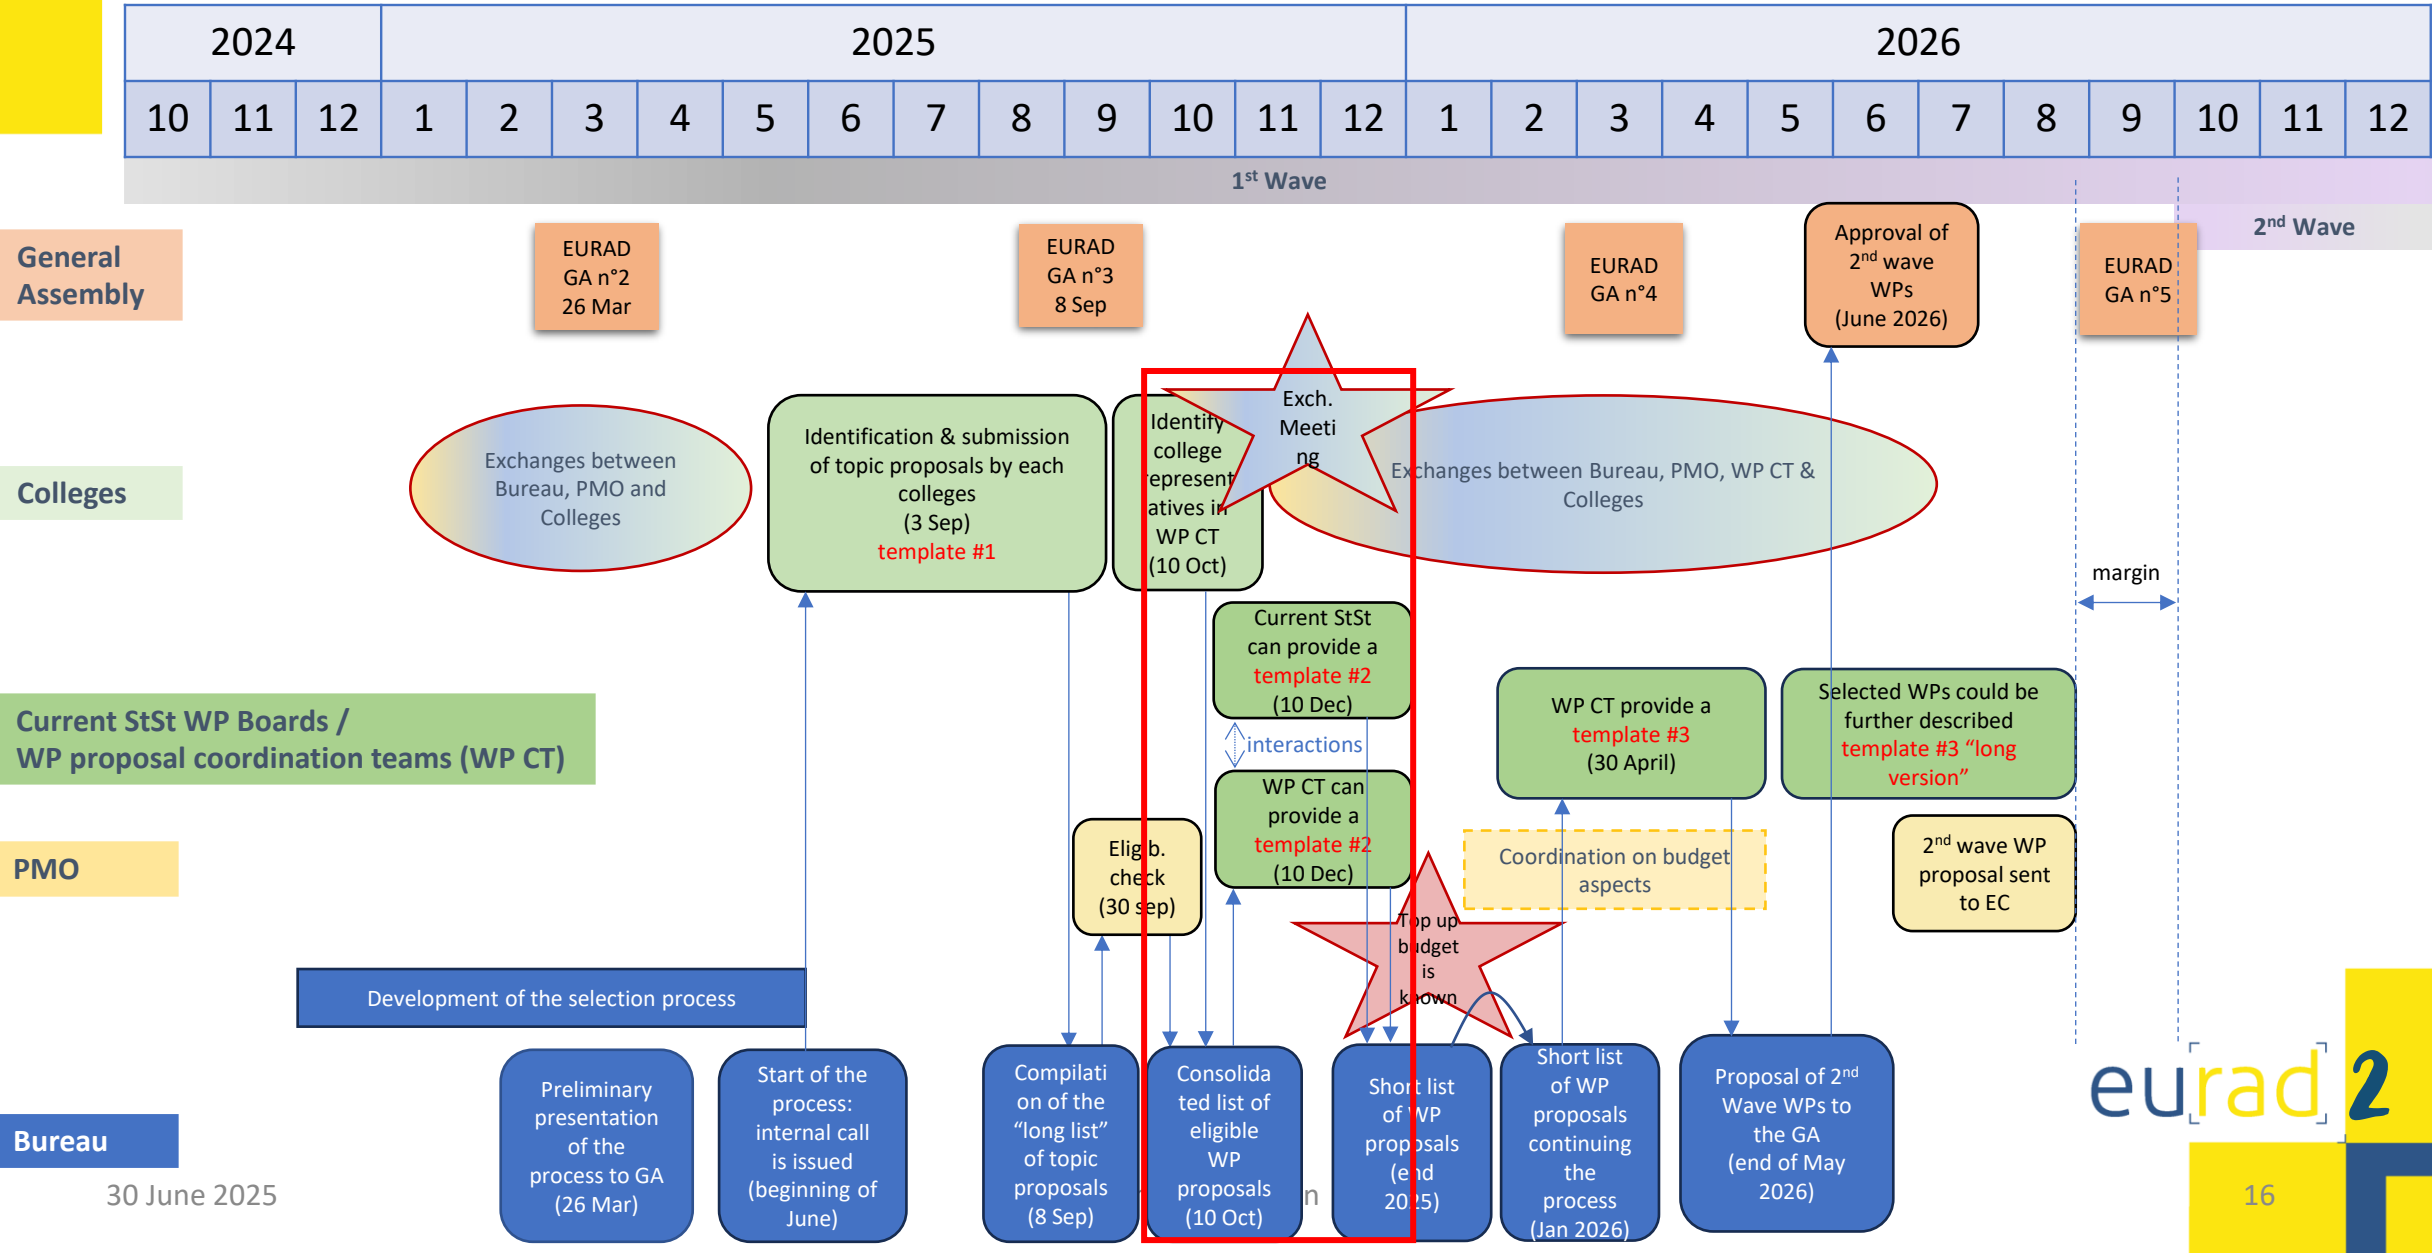 2024
2025
2026
10 11 12 1 2 3 4 5 6 7 8 9 10 11 12 1 2 3 4 5 6 7 8 9 10 11 12
1st Wave
2nd Wave
General
Assembly
EURAD
GA n°2
26 Mar
EURAD
GA n°3
8 Sep
EURAD
GA n°4
Approval of
2nd wave
WPs
(June 2026)
EURAD
GA n°5
Colleges
Exchanges between
Bureau, PMO and
Colleges
Identification & submission
of topic proposals by each
colleges
(3 Sep)
template #1
Identify
college
represent
atives in
WP CT
(10 Oct)
Exch.
Meeti
ng
Exchanges between Bureau, PMO, WP CT &
Colleges
margin
Current StSt WP Boards /
WP proposal coordination teams (WP CT)
Current StSt
can provide a
template #2
(10 Dec)
interactions
WP CT can
provide a
template #2
(10 Dec)
WP CT provide a
template #3
(30 April)
Selected WPs could be
further described
template #3 “long
version”
PMO
Eligib.
check
(30 sep)
Coordination on budget
aspects
2nd wave WP
proposal sent
to EC
Top up
budget
is
known
Development of the selection process
Bureau
Preliminary
presentation
of the
process to GA
(26 Mar)
Start of the
process:
internal call
is issued
(beginning of
June)
Compilati
on of the
“long list”
of topic
proposals
(8 Sep)
Consolida
ted list of
eligible
WP
proposals
(10 Oct)
Short list
of WP
proposals
(end
2025)
Short list
of WP
proposals
continuing
the
process
(Jan 2026)
Proposal of 2nd
Wave WPs to
the GA
(end of May
2026)
eurad 2
30 June 2025
16